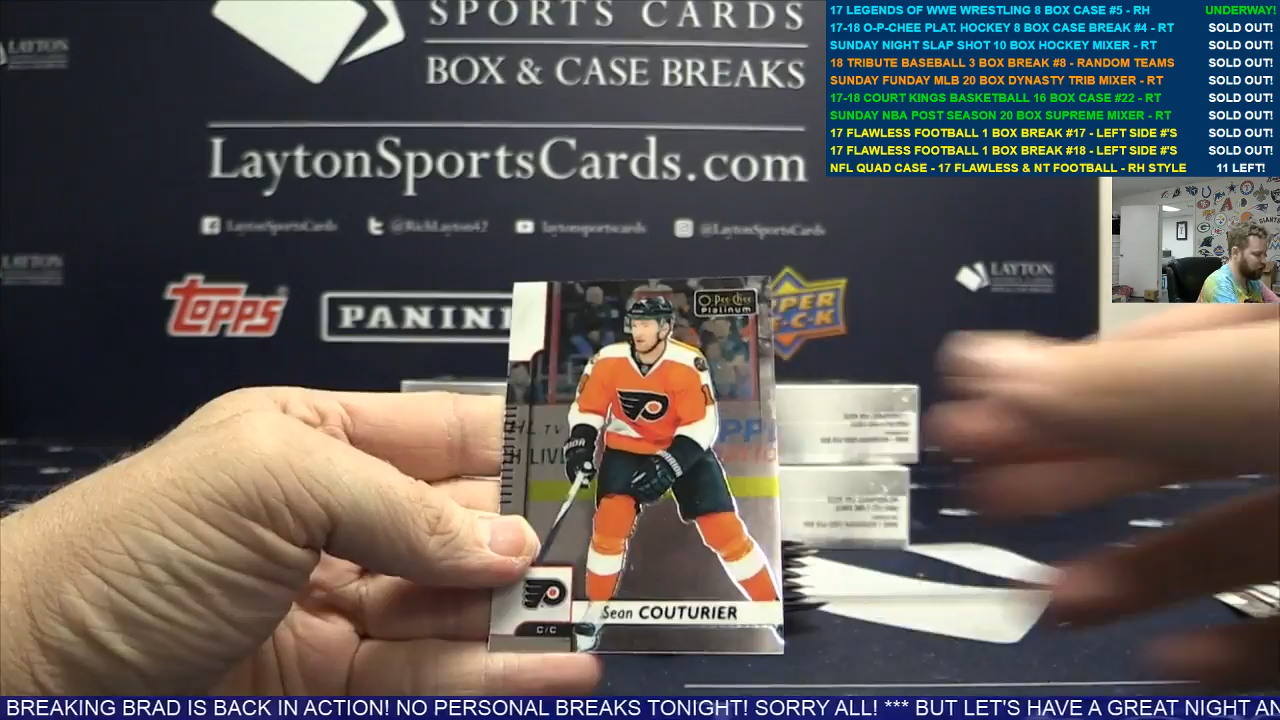 SPORTS CARDS
BOX & CASE BREAKS
LaytonSportsCards.com
LaytonSportsCards
@RickLayton42
laytonsportscards
@LaytonSportsCards
LAYTON
LAYTON
topps
PANINI
UPPER
17 LEGENDS OF WWE WRESTLING 8 BOX CASE #5 - RH UNDERWAY!
17-18 O-P-CHEE PLAT. HOCKEY 8 BOX CASE BREAK #4 - RT SOLD OUT!
SUNDAY NIGHT SLAP SHOT 10 BOX HOCKEY MIXER - RT SOLD OUT!
18 TRIBUTE BASEBALL 3 BOX BREAK #8 - RANDOM TEAMS SOLD OUT!
SUNDAY FUNDAY MLB 20 BOX DYNASTY TRIB MIXER - RT SOLD OUT!
17-18 COURT KINGS BASKETBALL 16 BOX CASE #22 - RT SOLD OUT!
SUNDAY NBA POST SEASON 20 BOX SUPREME MIXER - RT SOLD OUT!
17 FLAWLESS FOOTBALL 1 BOX BREAK #17 - LEFT SIDE #'S SOLD OUT!
17 FLAWLESS FOOTBALL 1 BOX BREAK #18 - LEFT SIDE #'S SOLD OUT!
NFL QUAD CASE - 17 FLAWLESS & NT FOOTBALL - RH STYLE 11 LEFT!
O-Pee-Chee
Platinum
Sean COUTURIER
C/C
BREAKING BRAD IS BACK IN ACTION! NO PERSONAL BREAKS TONIGHT! SORRY ALL! *** BUT LET'S HAVE A GREAT NIGHT AN